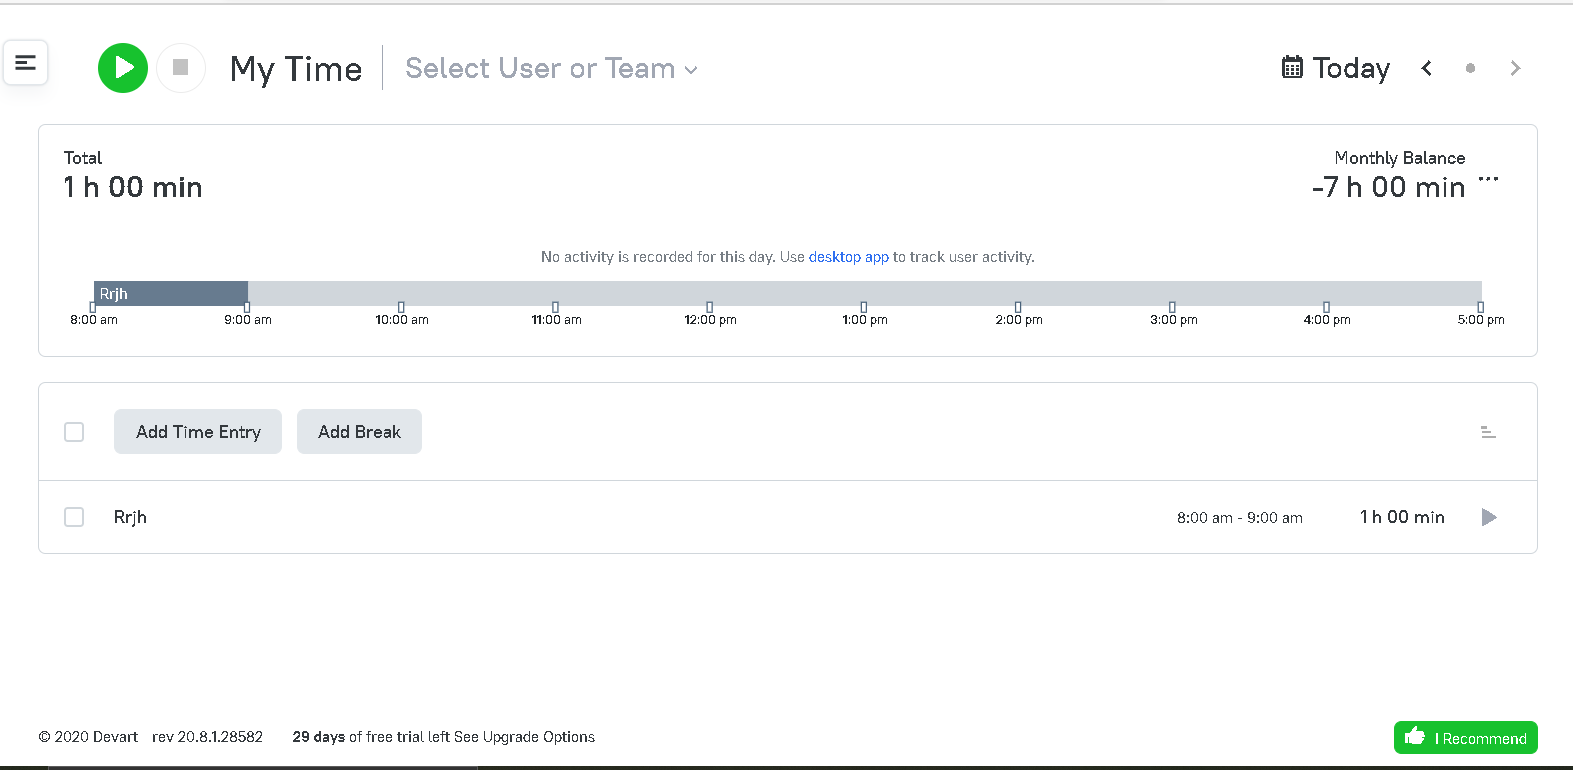 My Time
Select User or Team
Today
Total
1 h 00 min
Monthly Balance
-7 h 00 min
No activity is recorded for this day. Use desktop app to track user activity.
Rrjh
8:00 am 9:00 am 10:00 am 11:00 am 12:00 pm 1:00 pm 2:00 pm 3:00 pm 4:00 pm 5:00 pm
Add Time Entry Add Break
Rrjh 8:00 am - 9:00 am 1 h 00 min
© 2020 Devart rev 20.8.1.28582 29 days of free trial left See Upgrade Options
I Recommend